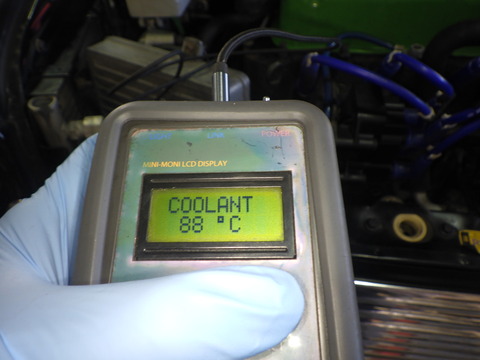 POWER
MINI-MONI LCD DISPLAY
COOLANT
88 °C